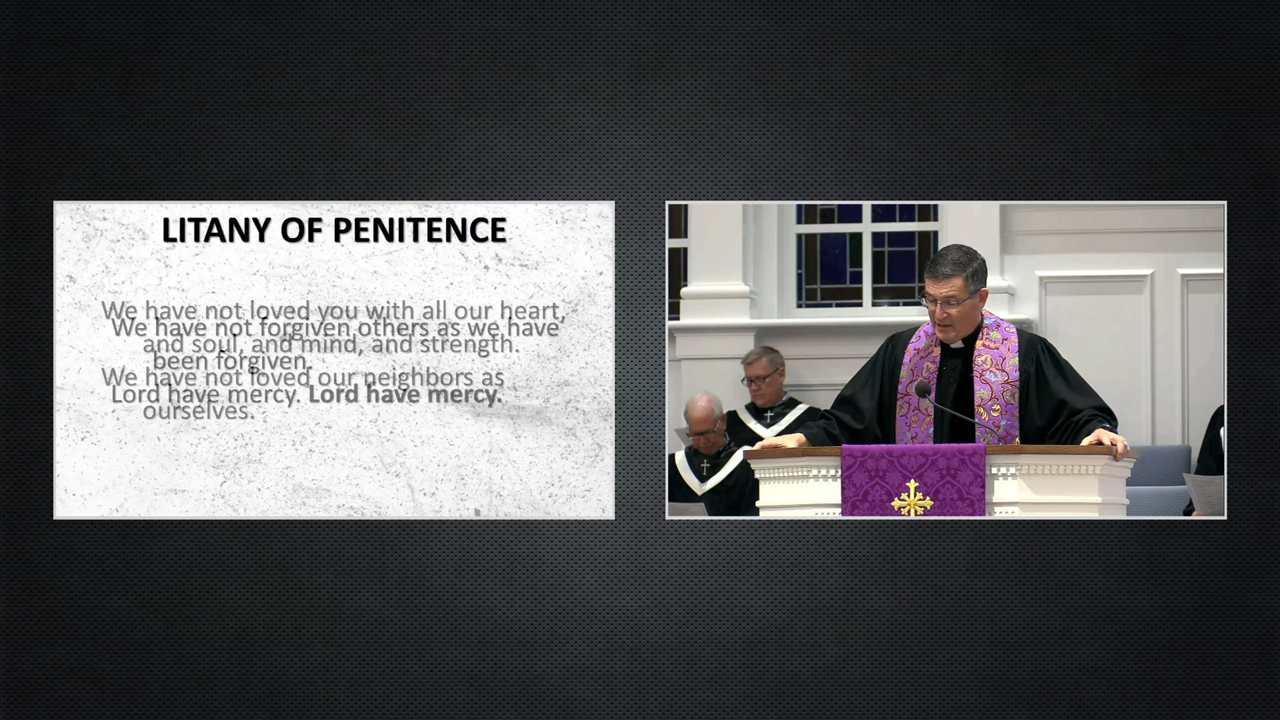 LITANY OF PENITENCE
We have not loved you with all our heart,
We have not forgiven others as we have
and soul, and mind, and strength.
been forgiven.
We have not loved our neighbors as
Lord have mercy. Lord have mercy.
ourselves.